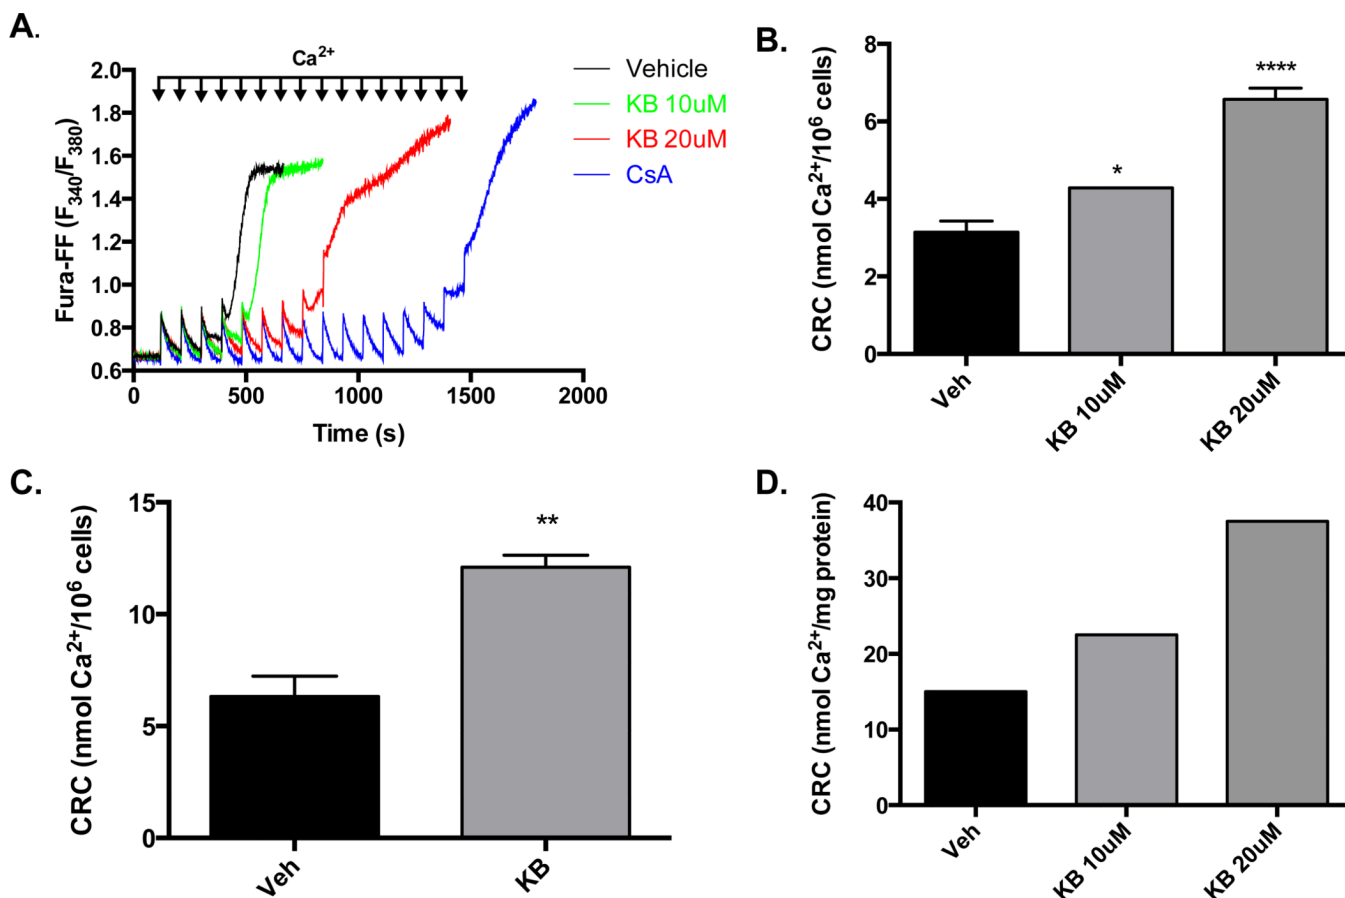 A.
Ca²⁺
Vehicle
KB 10uM
KB 20uM
CsA
Fura-FF (F₃₄₀/F₃₈₀)
2.0
1.8
1.6
1.4
1.2
1.0
0.8
0.6
0
500
1000
1500
2000
Time (s)
B.
CRC (nmol Ca²⁺/10⁶ cells)
8
6
4
2
0
*
****
Veh
KB 10uM
KB 20uM
C.
CRC (nmol Ca²⁺/10⁶ cells)
15
10
5
0
**
Veh
KB
D.
CRC (nmol Ca²⁺/mg protein)
40
30
20
10
0
Veh
KB 10uM
KB 20uM